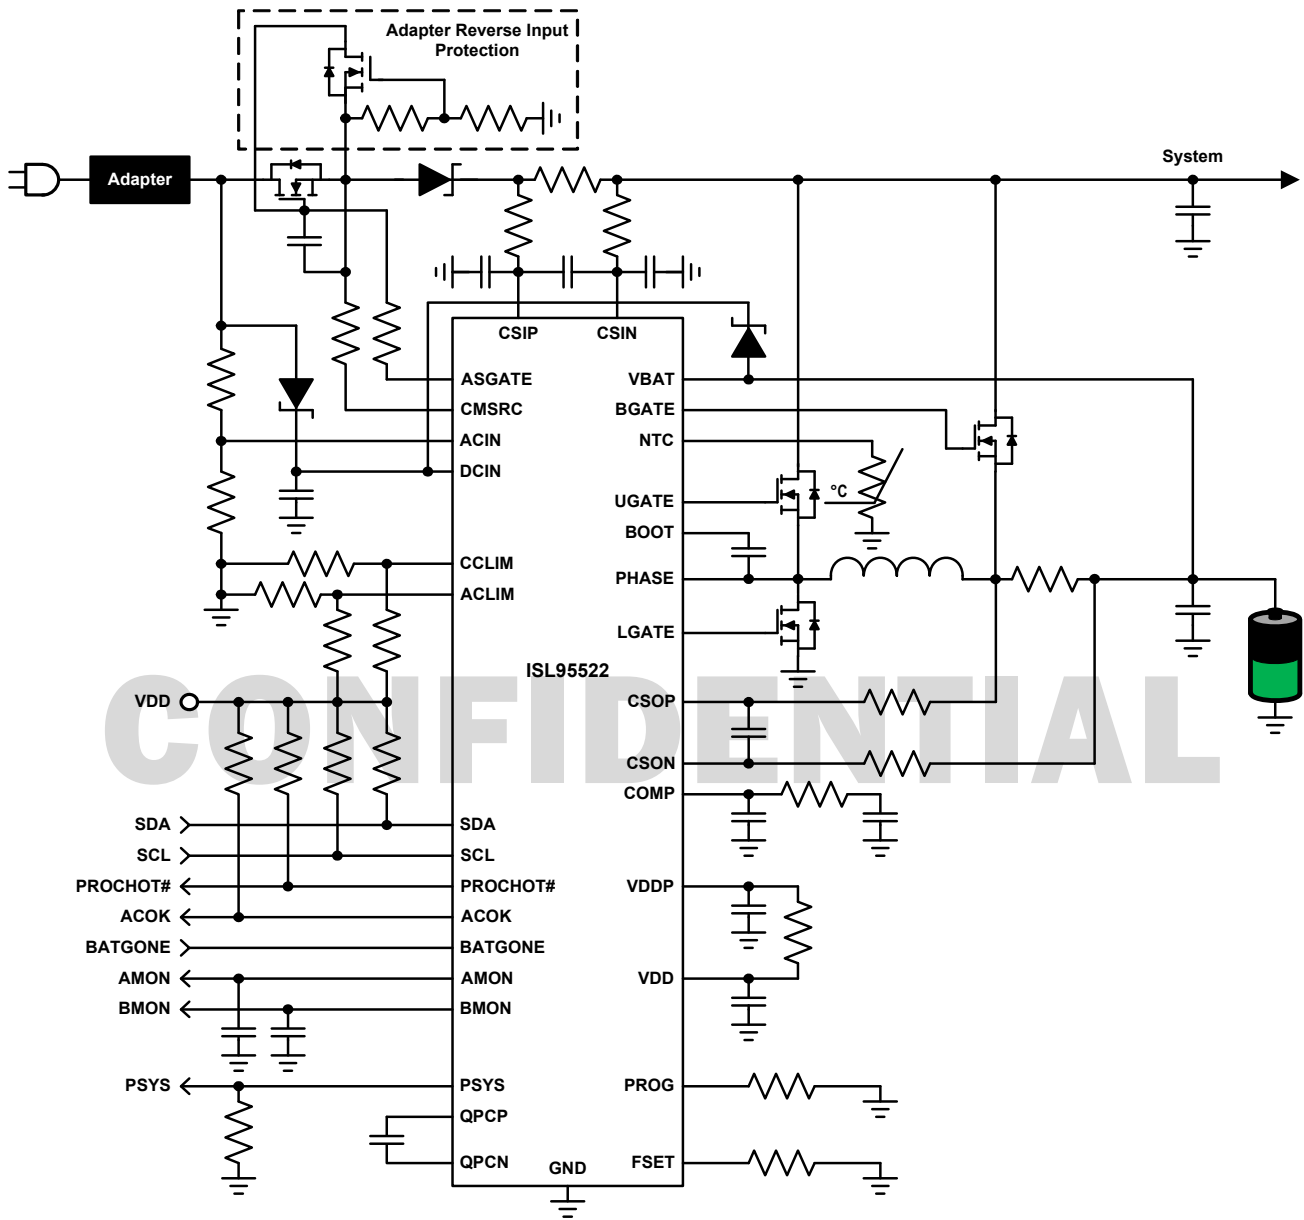 Adapter Reverse Input
Protection
System
Adapter
CSIP
CSIN
ASGATE
VBAT
CMSRC
BGATE
ACIN
NTC
DCIN
°C
UGATE
BOOT
CCLIM
PHASE
ACLIM
LGATE
ISL95522
CONFIDENTIAL
VDD
CSOP
CSON
COMP
SDA
SDA
SCL
SCL
PROCHOT#
PROCHOT#
VDDP
ACOK
ACOK
BATGONE
BATGONE
AMON
AMON
VDD
BMON
BMON
PSYS
PSYS
PROG
QPCP
QPCN
GND
FSET